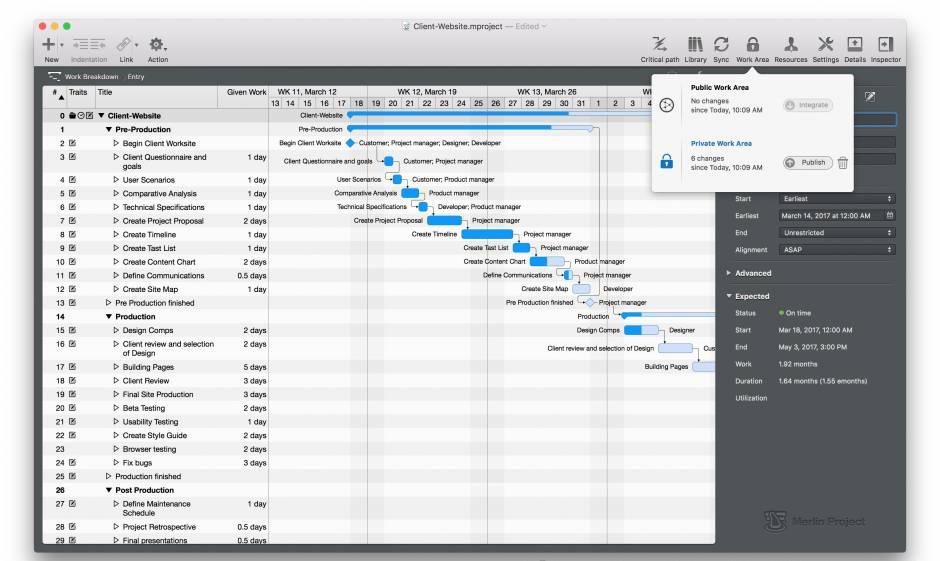 Client-Website.mproject — Edited
New Indentation Link Action Critical path Library Sync Work Area Resources Settings Details Inspector
Work Breakdown Entry
# Traits Title Given Work WK 11, March 12 WK 12, March 19 WK 13, March 26
13 14 15 16 17 18 19 20 21 22 23 24 25 26 27 28 29 30 31 1 2 3 4
0 Client-Website Client-Website
1 Pre-Production Pre-Production
2 Begin Client Worksite Begin Client Worksite Customer; Project manager; Designer; Developer
3 Client Questionnaire and goals 1 day Client Questionnaire and goals Customer; Project manager
4 User Scenarios 1 day User Scenarios Customer; Product manager
5 Comparative Analysis 1 day Comparative Analysis Product manager
6 Technical Specifications 1 day Technical Specifications Developer; Product manager
7 Create Project Proposal 2 days Create Project Proposal Project manager
8 Create Timeline 3 days Create Timeline Project manager
9 Create Tast List 1 day Create Tast List Project manager
10 Create Content Chart 2 days Create Content Chart Product manager
11 Define Communications 0.5 days Define Communications Project manager
12 Create Site Map 1 day Create Site Map Developer
13 Pre Production finished Pre Production finished Project manager
14 Production Production
15 Design Comps 2 days Design Comps Designer
16 Client review and selection of Design 2 days Client review and selection of Design Cus
17 Building Pages 5 days Building Pages
18 Client Review 3 days
19 Final Site Production 3 days
20 Beta Testing 2 days
21 Usability Testing 1 day
22 Create Style Guide 2 days
23 Browser testing 2 days
24 Fix bugs 3 days
25 Production finished
26 Post Production
27 Define Maintenance Schedule 1 day
28 Project Retrospective 0.5 days
29 Final presentations 0.5 days
Public Work Area
No changes
since Today, 10:09 AM
Integrate
Private Work Area
6 changes
since Today, 10:09 AM
Publish
Start Earliest
Earliest March 14, 2017 at 12:00 AM
End Unrestricted
Alignment ASAP
Advanced
Expected
Status On time
Start Mar 18, 2017, 12:00 AM
End May 3, 2017, 3:00 PM
Work 1.92 months
Duration 1.64 months (1.55 emonths)
Utilization
Merlin Project